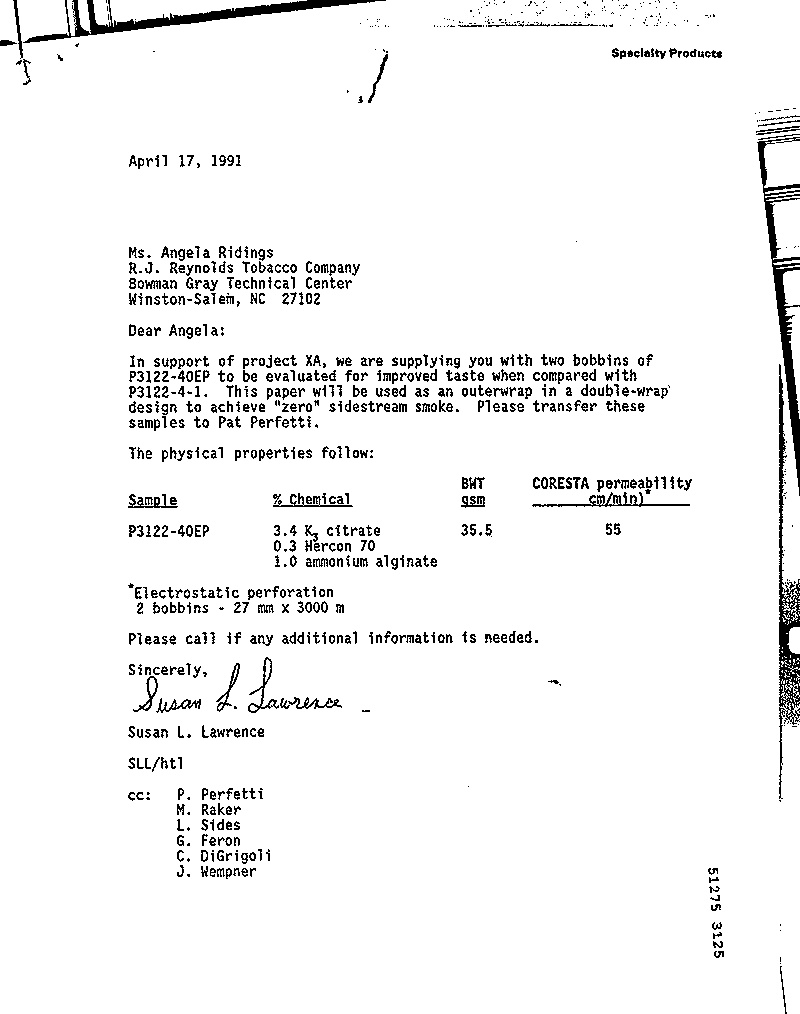 Specialty Products
April 17, 1991
Ms. Angela Ridings
R.J. Reynolds Tobacco Company
Bowman Gray Technical Center
Winston-Salem, NC 27102
Dear Angela:
In support of project XA, we are supplying you with two bobbins of
P3122-40EP to be evaluated for improved taste when compared with
P3122-4-1. This paper will be used as an outerwrap in a double-wrap
design to achieve "zero" sidestream smoke. Please transfer these
samples to Pat Perfetti.
The physical properties follow:
BWT CORESTA permeability
Sample % Chemical gsm cm/min)*
P3122-40EP 3.4 K3 citrate 35.5 55
0.3 Hercon 70
1.0 ammonium alginate
*Electrostatic perforation
2 bobbins - 27 mm x 3000 m
Please call if any additional information is needed.
Sincerely,
Susan L. Lawrence
Susan L. Lawrence
SLL/htl
cc: P. Perfetti
M. Raker
L. Sides
G. Feron
C. DiGrigoli
J. Wempner
51275 3125